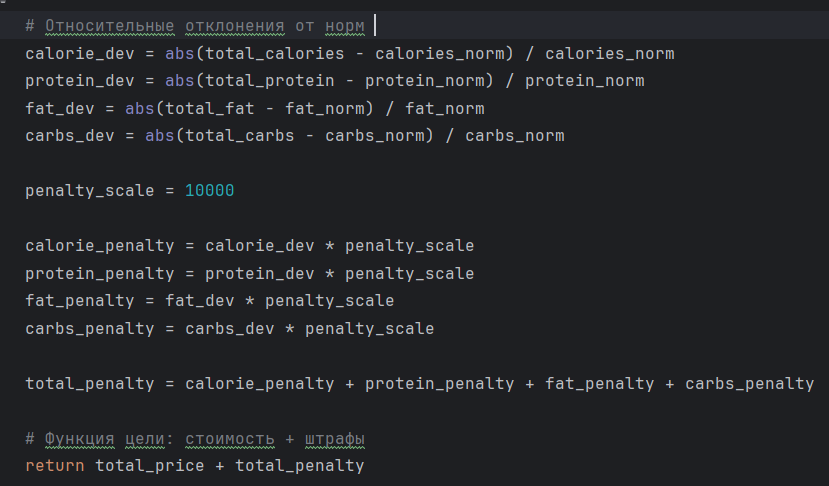 # Относительные отклонения от норм
calorie_dev = abs(total_calories - calories_norm) / calories_norm
protein_dev = abs(total_protein - protein_norm) / protein_norm
fat_dev = abs(total_fat - fat_norm) / fat_norm
carbs_dev = abs(total_carbs - carbs_norm) / carbs_norm
penalty_scale = 10000
calorie_penalty = calorie_dev * penalty_scale
protein_penalty = protein_dev * penalty_scale
fat_penalty = fat_dev * penalty_scale
carbs_penalty = carbs_dev * penalty_scale
total_penalty = calorie_penalty + protein_penalty + fat_penalty + carbs_penalty
# Функция цели: стоимость + штрафы
return total_price + total_penalty